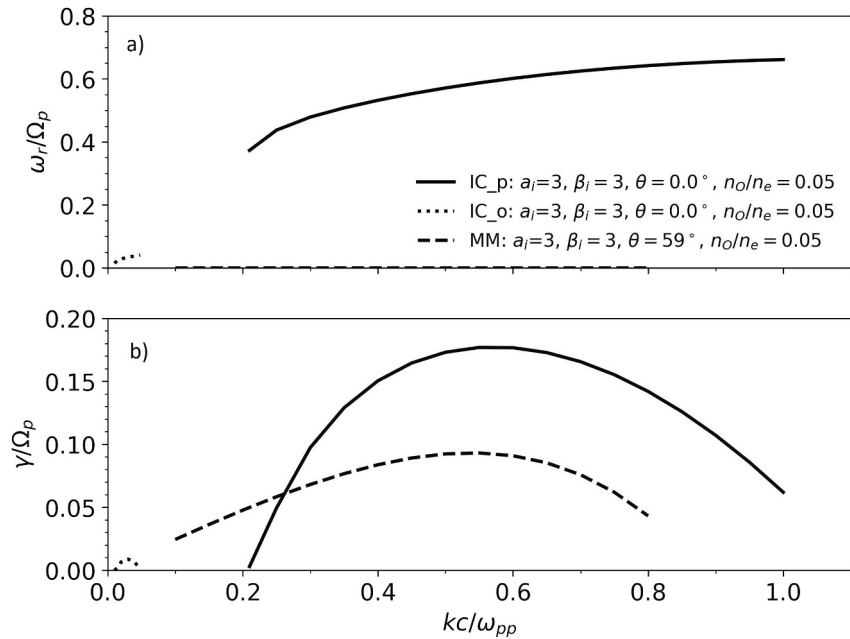 0.8
a)
0.6
0.4
0.2
0.0
ω_r/Ω_p
IC_p: a_i=3, β_i = 3, θ = 0.0°, n_O/n_e = 0.05
IC_o: a_i=3, β_i = 3, θ = 0.0°, n_O/n_e = 0.05
MM: a_i=3, β_i = 3, θ = 59°, n_O/n_e = 0.05
0.20
b)
0.15
0.10
0.05
0.00
γ/Ω_p
0.0 0.2 0.4 0.6 0.8 1.0
kc/ω_pp